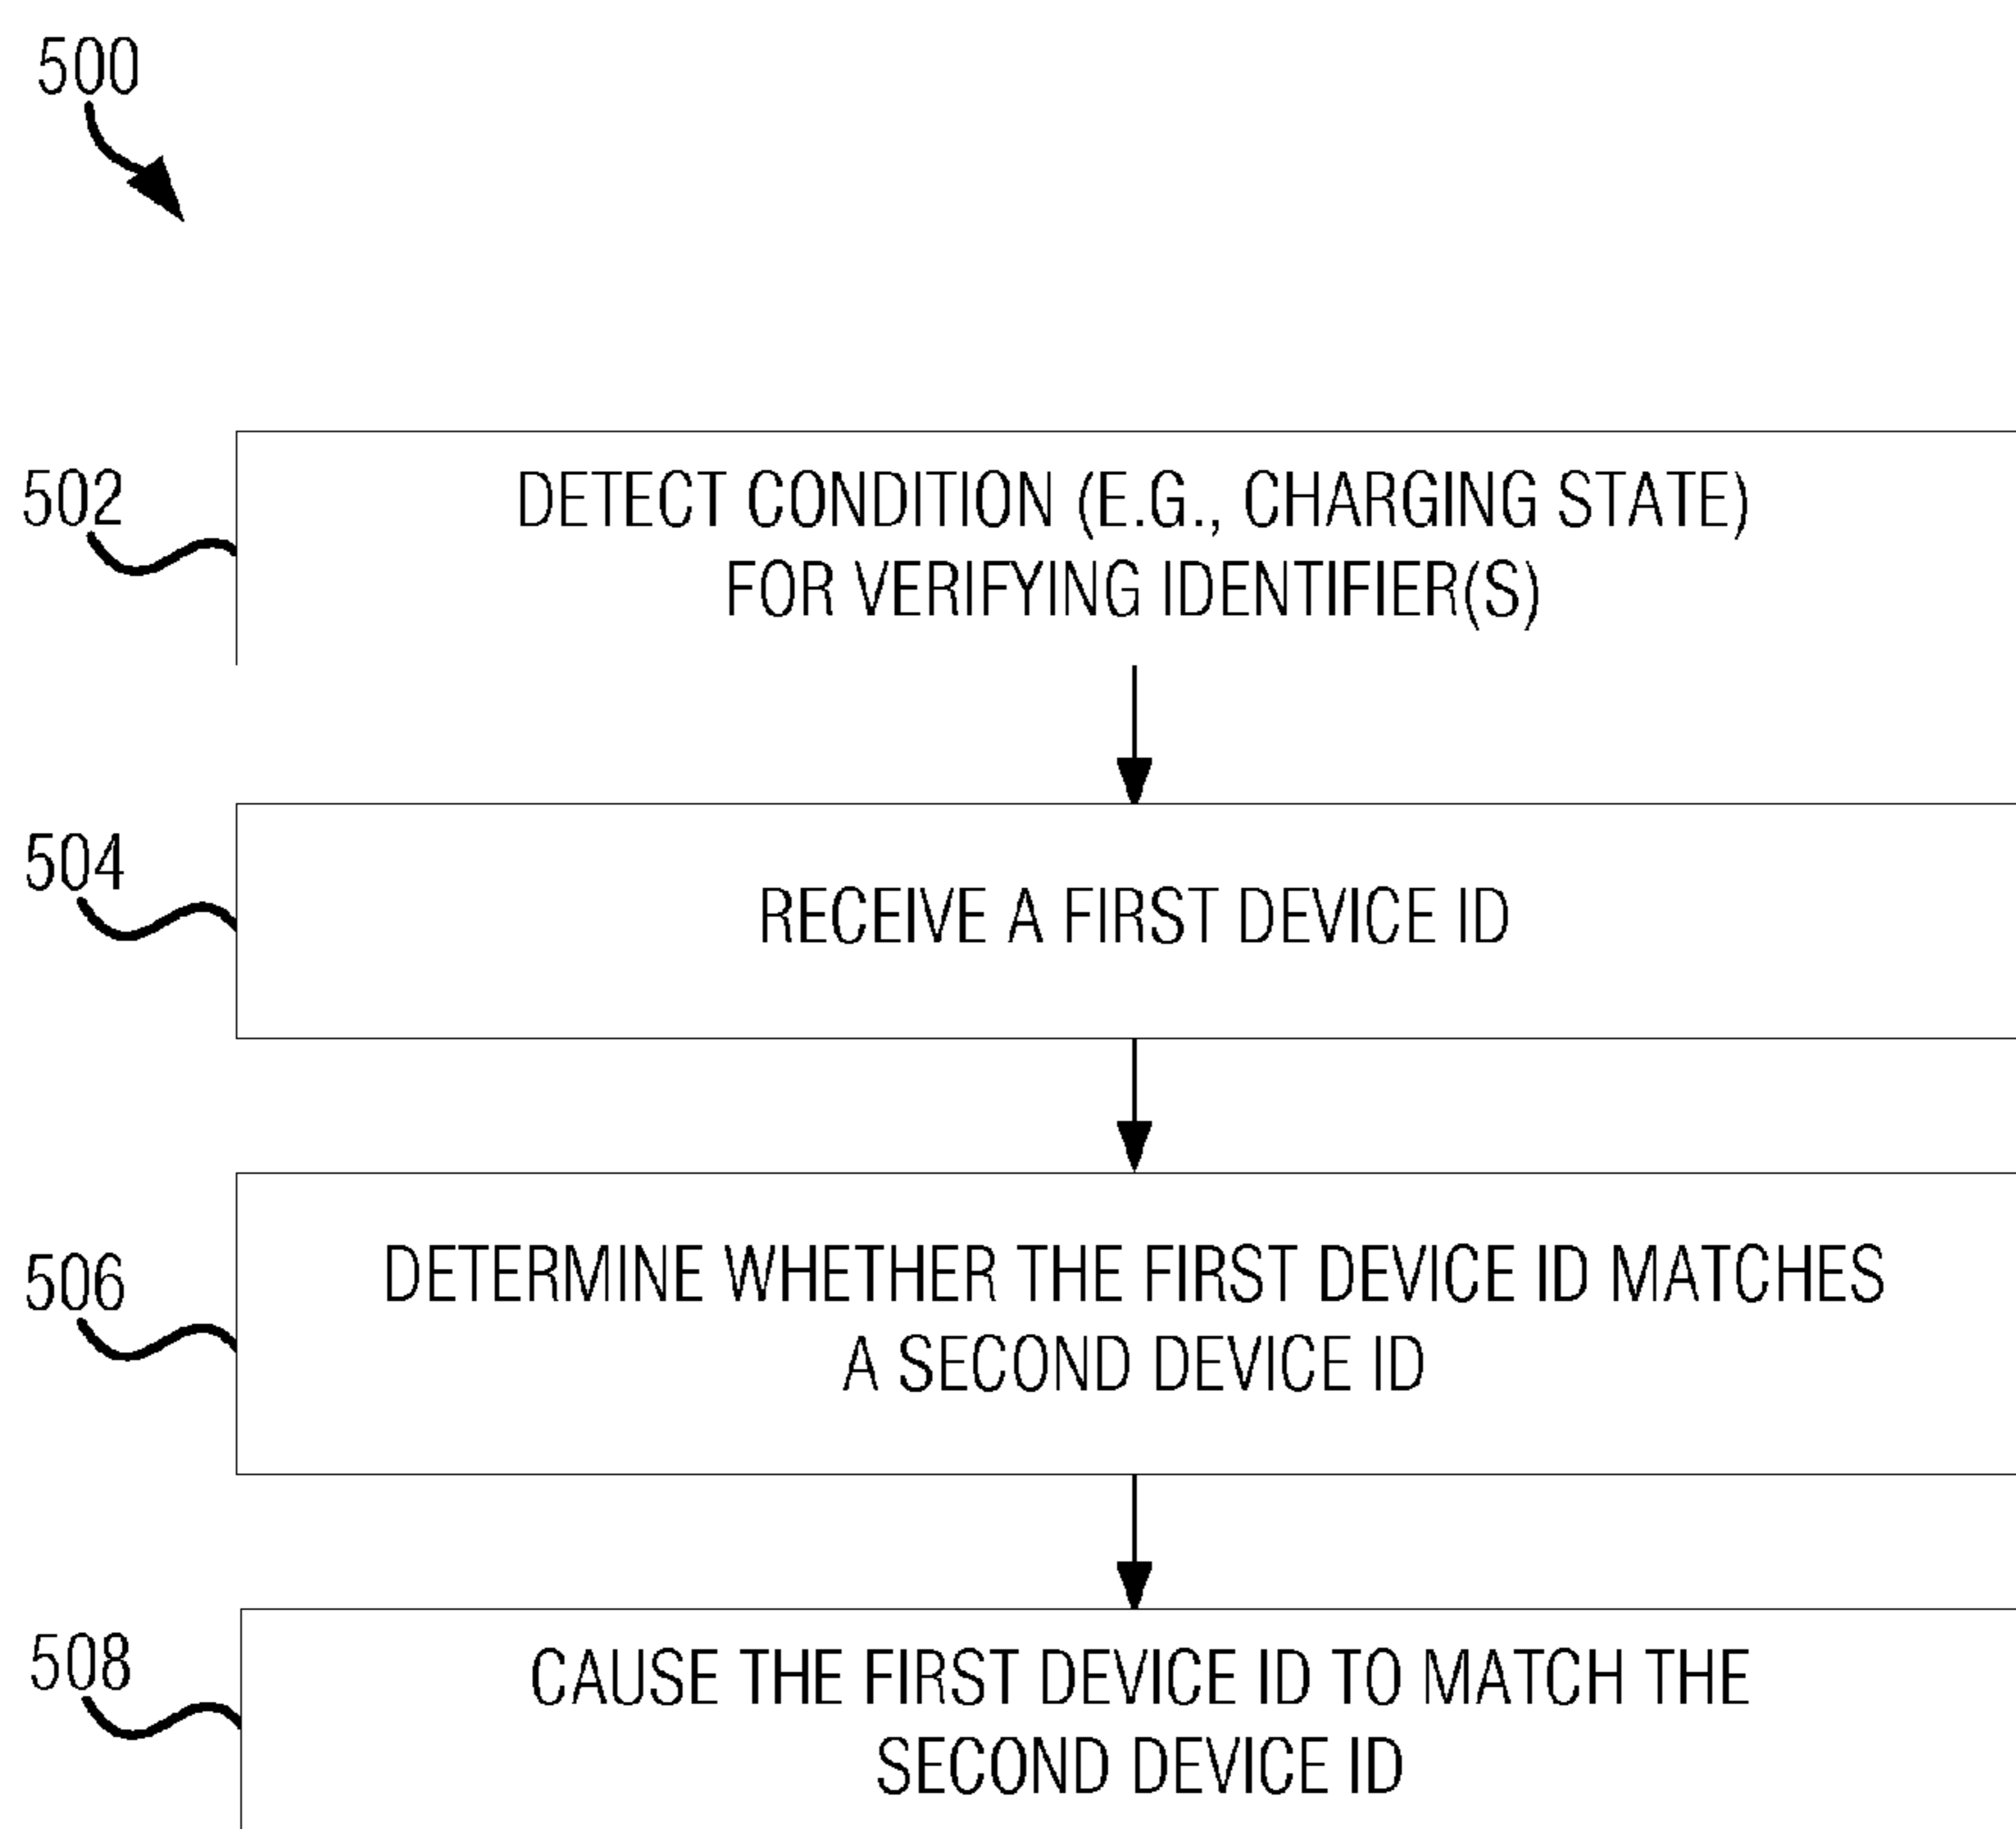 500
502
DETECT CONDITION (E.G., CHARGING STATE)
FOR VERIFYING IDENTIFIER(S)
504
RECEIVE A FIRST DEVICE ID
506
DETERMINE WHETHER THE FIRST DEVICE ID MATCHES
A SECOND DEVICE ID
508
CAUSE THE FIRST DEVICE ID TO MATCH THE
SECOND DEVICE ID